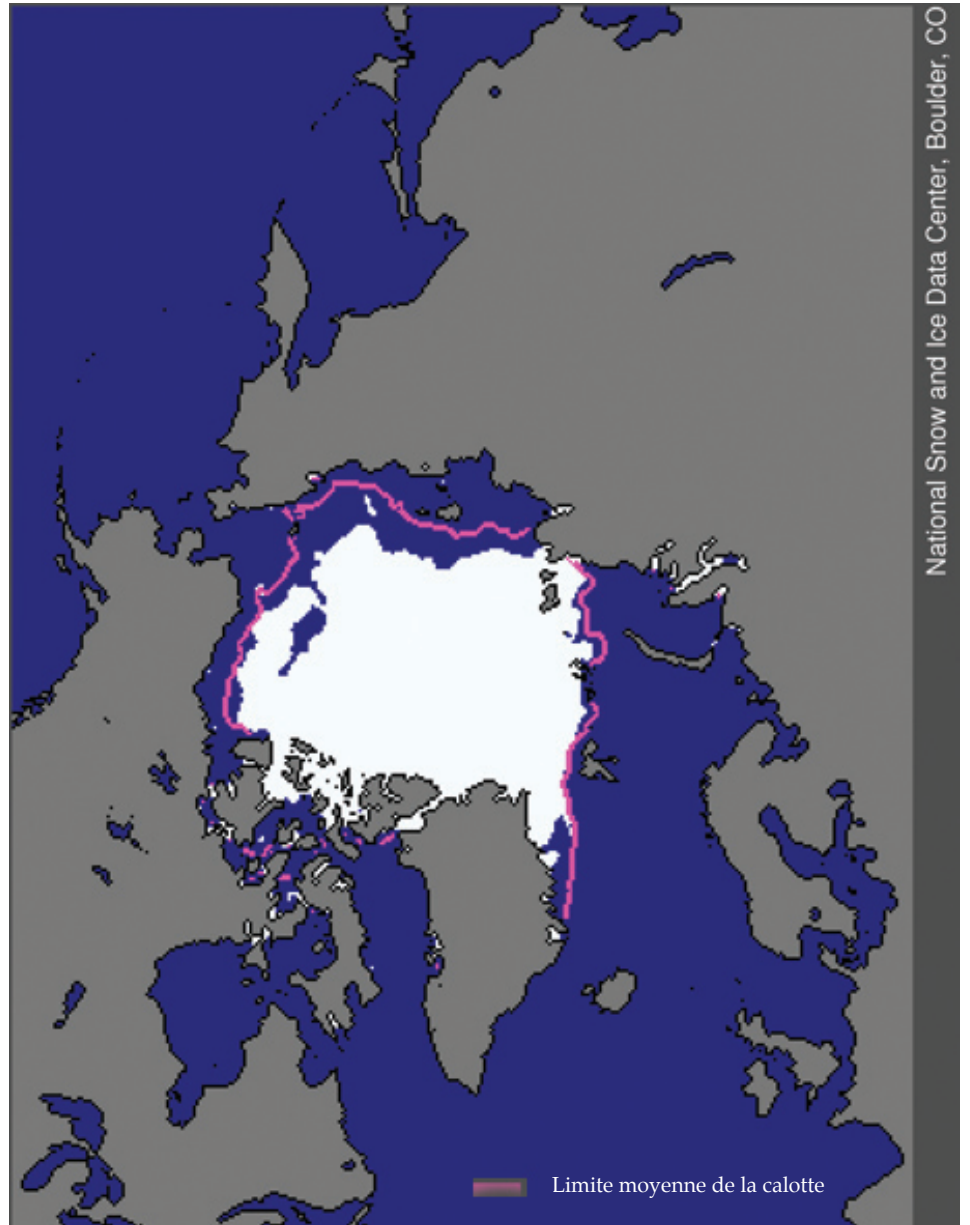 National Snow and Ice Data Center, Boulder, CO
Limite moyenne de la calotte